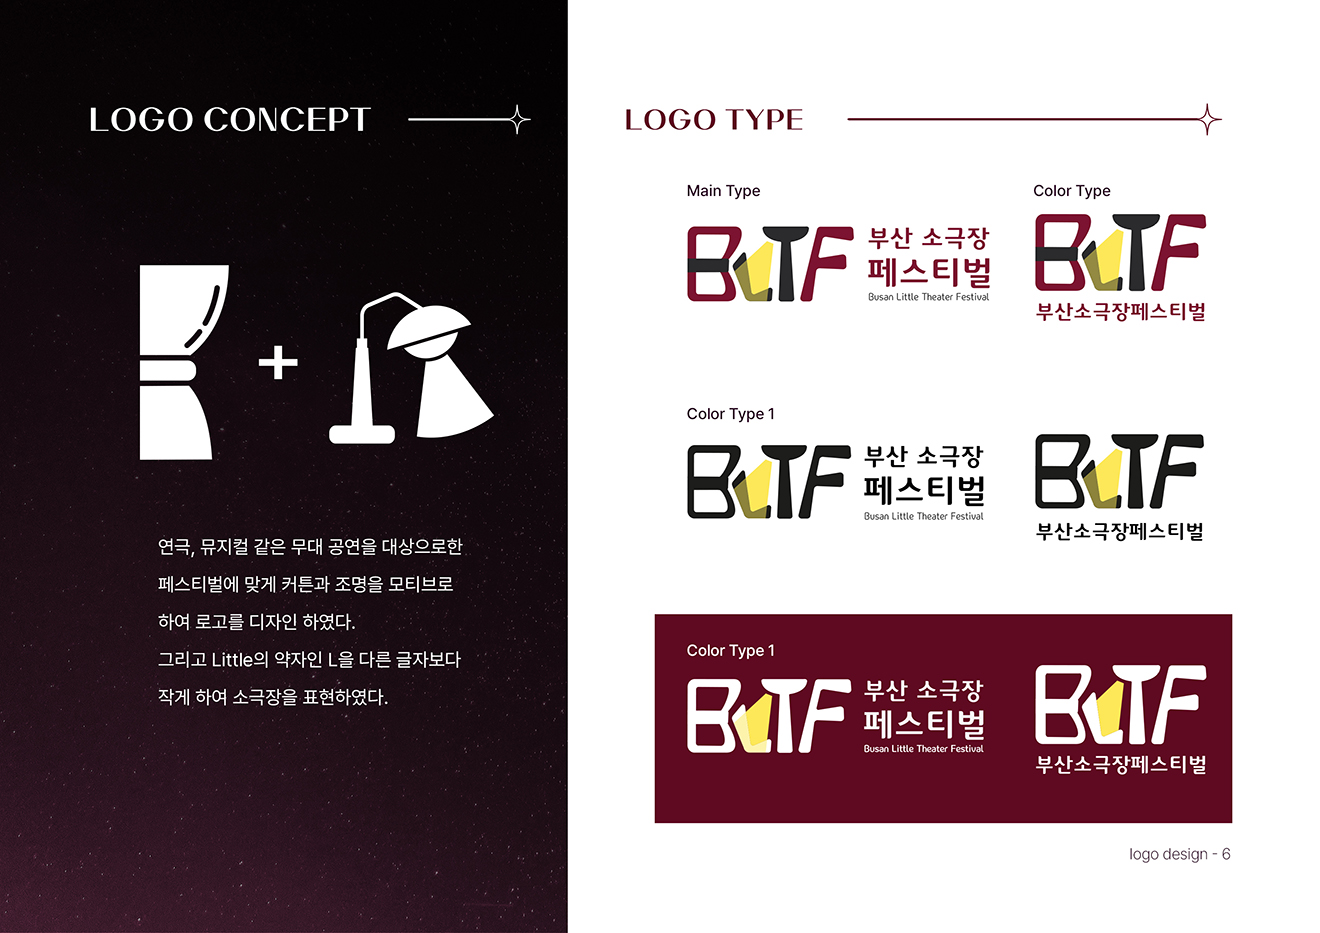 LOGO CONCEPT
연극, 뮤지컬 같은 무대 공연을 대상으로한
페스티벌에 맞게 커튼과 조명을 모티브로
하여 로고를 디자인 하였다.
그리고 Little의 약자인 L을 다른 글자보다
작게 하여 소극장을 표현하였다.
LOGO TYPE
Main Type
BLTF
부산 소극장
페스티벌
Busan Little Theater Festival
Color Type
BLTF
부산소극장페스티벌
Color Type 1
BLTF
부산 소극장
페스티벌
Busan Little Theater Festival
BLTF
부산소극장페스티벌
Color Type 1
BLTF
부산 소극장
페스티벌
Busan Little Theater Festival
BLTF
부산소극장페스티벌
logo design - 6